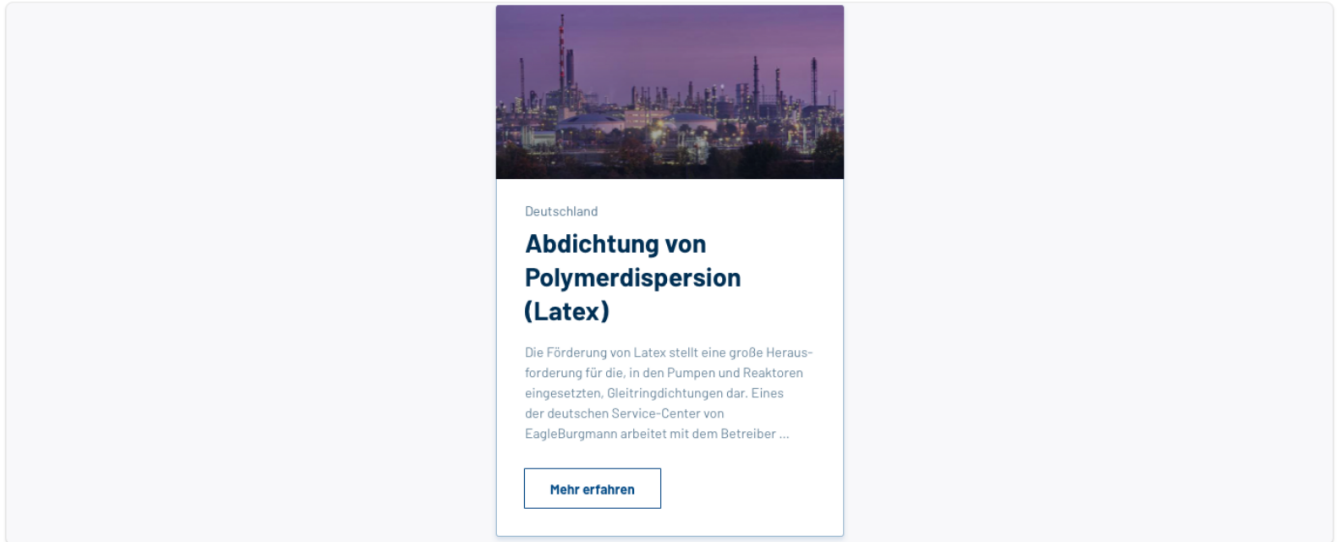 Deutschland
Abdichtung von
Polymerdispersion
(Latex)
Die Förderung von Latex stellt eine große Heraus-
forderung für die, in den Pumpen und Reaktoren
eingesetzten, Gleitringdichtungen dar. Eines
der deutschen Service-Center von
EagleBurgmann arbeitet mit dem Betreiber ...
Mehr erfahren